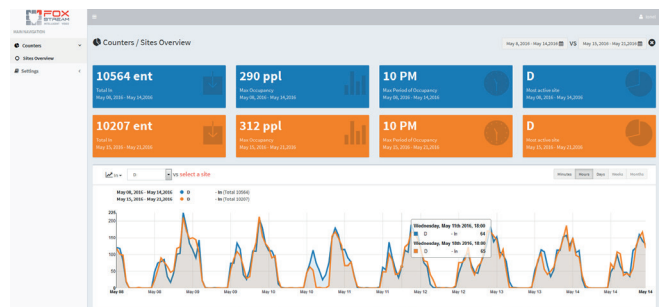 FOX
STREAM
MAIN NAVIGATION
Counters
Sites Overview
Settings
Counters / Sites Overview
May 8, 2016 - May 14,2016 VS May 15, 2016 - May 21,2016
10564 ent
Total In
May 08, 2016 - May 14,2016
290 ppl
Max Occupancy
May 08, 2016 - May 14,2016
10 PM
Max Period of Occupancy
May 08, 2016 - May 14,2016
D
Most active site
May 08, 2016 - May 14,2016
10207 ent
Total In
May 15, 2016 - May 21,2016
312 ppl
Max Occupancy
May 15, 2016 - May 21,2016
10 PM
Max Period of Occupancy
May 15, 2016 - May 21,2016
D
Most active site
May 15, 2016 - May 21,2016
In D vs select a site
Minutes Hours Days Weeks Months
May 08, 2016 - May 14,2016 D - In (Total 10564)
May 15, 2016 - May 21,2016 D - In (Total 10207)
Wednesday, May 11th 2016, 18:00
D - In 64
Wednesday, May 18th 2016, 18:00
D - In 65
200
150
100
50
0
May 08 May 08 May 09 May 09 May 10 May 10 May 11 May 11 May 12 May 12 May 13 May 13 May 14 May 14